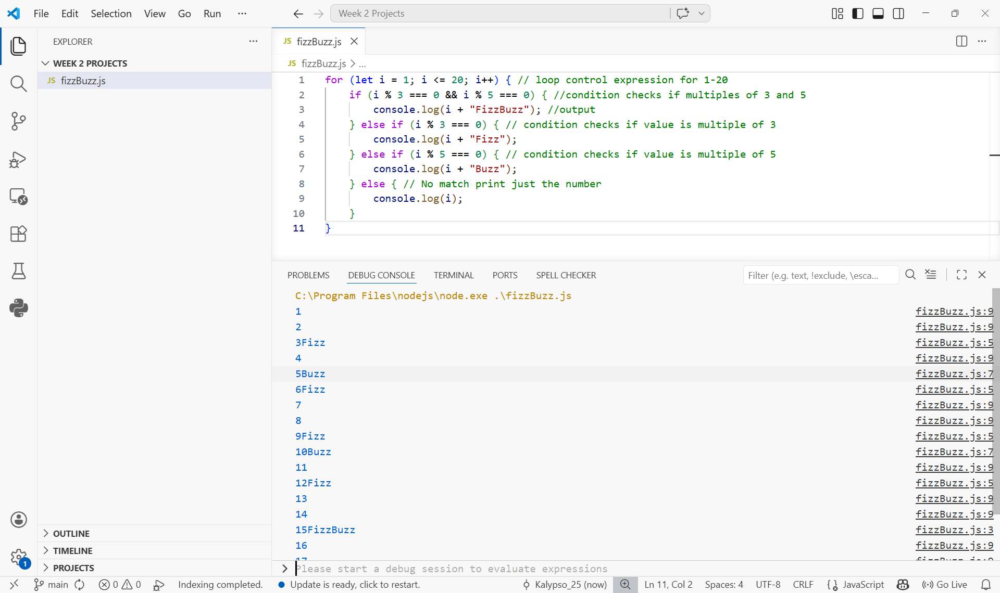 File Edit Selection View Go Run ...
Week 2 Projects
EXPLORER
WEEK 2 PROJECTS
JS fizzBuzz.js
JS fizzBuzz.js
JS fizzBuzz.js > ...
1 for (let i = 1; i <= 20; i++) { // loop control expression for 1-20
2 if (i % 3 === 0 && i % 5 === 0) { //condition checks if multiples of 3 and 5
3 console.log(i + "FizzBuzz"); //output
4 } else if (i % 3 === 0) { // condition checks if value is multiple of 3
5 console.log(i + "Fizz");
6 } else if (i % 5 === 0) { // condition checks if value is multiple of 5
7 console.log(i + "Buzz");
8 } else { // No match print just the number
9 console.log(i);
10 }
11 }
PROBLEMS DEBUG CONSOLE TERMINAL PORTS SPELL CHECKER
Filter (e.g. text, !exclude, \esca...
C:\Program Files\nodejs\node.exe .\fizzBuzz.js
1 fizzBuzz.js:9
2 fizzBuzz.js:9
3Fizz fizzBuzz.js:5
4 fizzBuzz.js:9
5Buzz fizzBuzz.js:7
6Fizz fizzBuzz.js:5
7 fizzBuzz.js:9
8 fizzBuzz.js:9
9Fizz fizzBuzz.js:5
10Buzz fizzBuzz.js:7
11 fizzBuzz.js:9
12Fizz fizzBuzz.js:5
13 fizzBuzz.js:9
14 fizzBuzz.js:9
15FizzBuzz fizzBuzz.js:3
16 fizzBuzz.js:9
17 fizzBuzz.js:9
Please start a debug session to evaluate expressions
OUTLINE
TIMELINE
PROJECTS
1
main 0 0 Indexing completed. Update is ready, click to restart. Kalypso_25 (now) Ln 11, Col 2 Spaces: 4 UTF-8 CRLF JavaScript Go Live